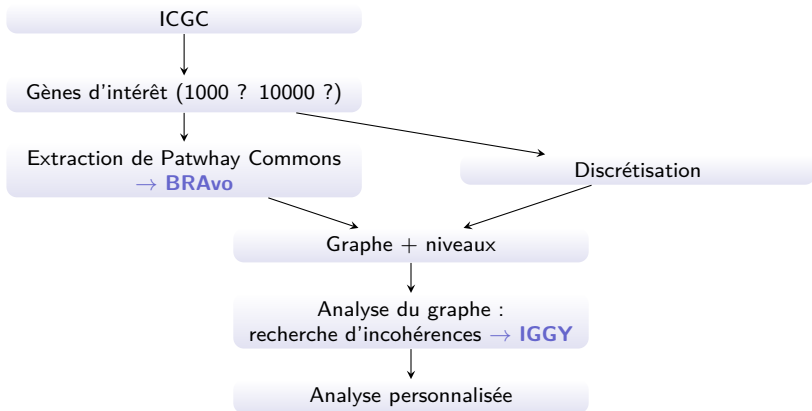 ICGC
Gènes d'intérêt (1000 ? 10000 ?)
Extraction de Patwhay Commons
→ BRAvo
Discrétisation
Graphe + niveaux
Analyse du graphe :
recherche d'incohérences → IGGY
Analyse personnalisée